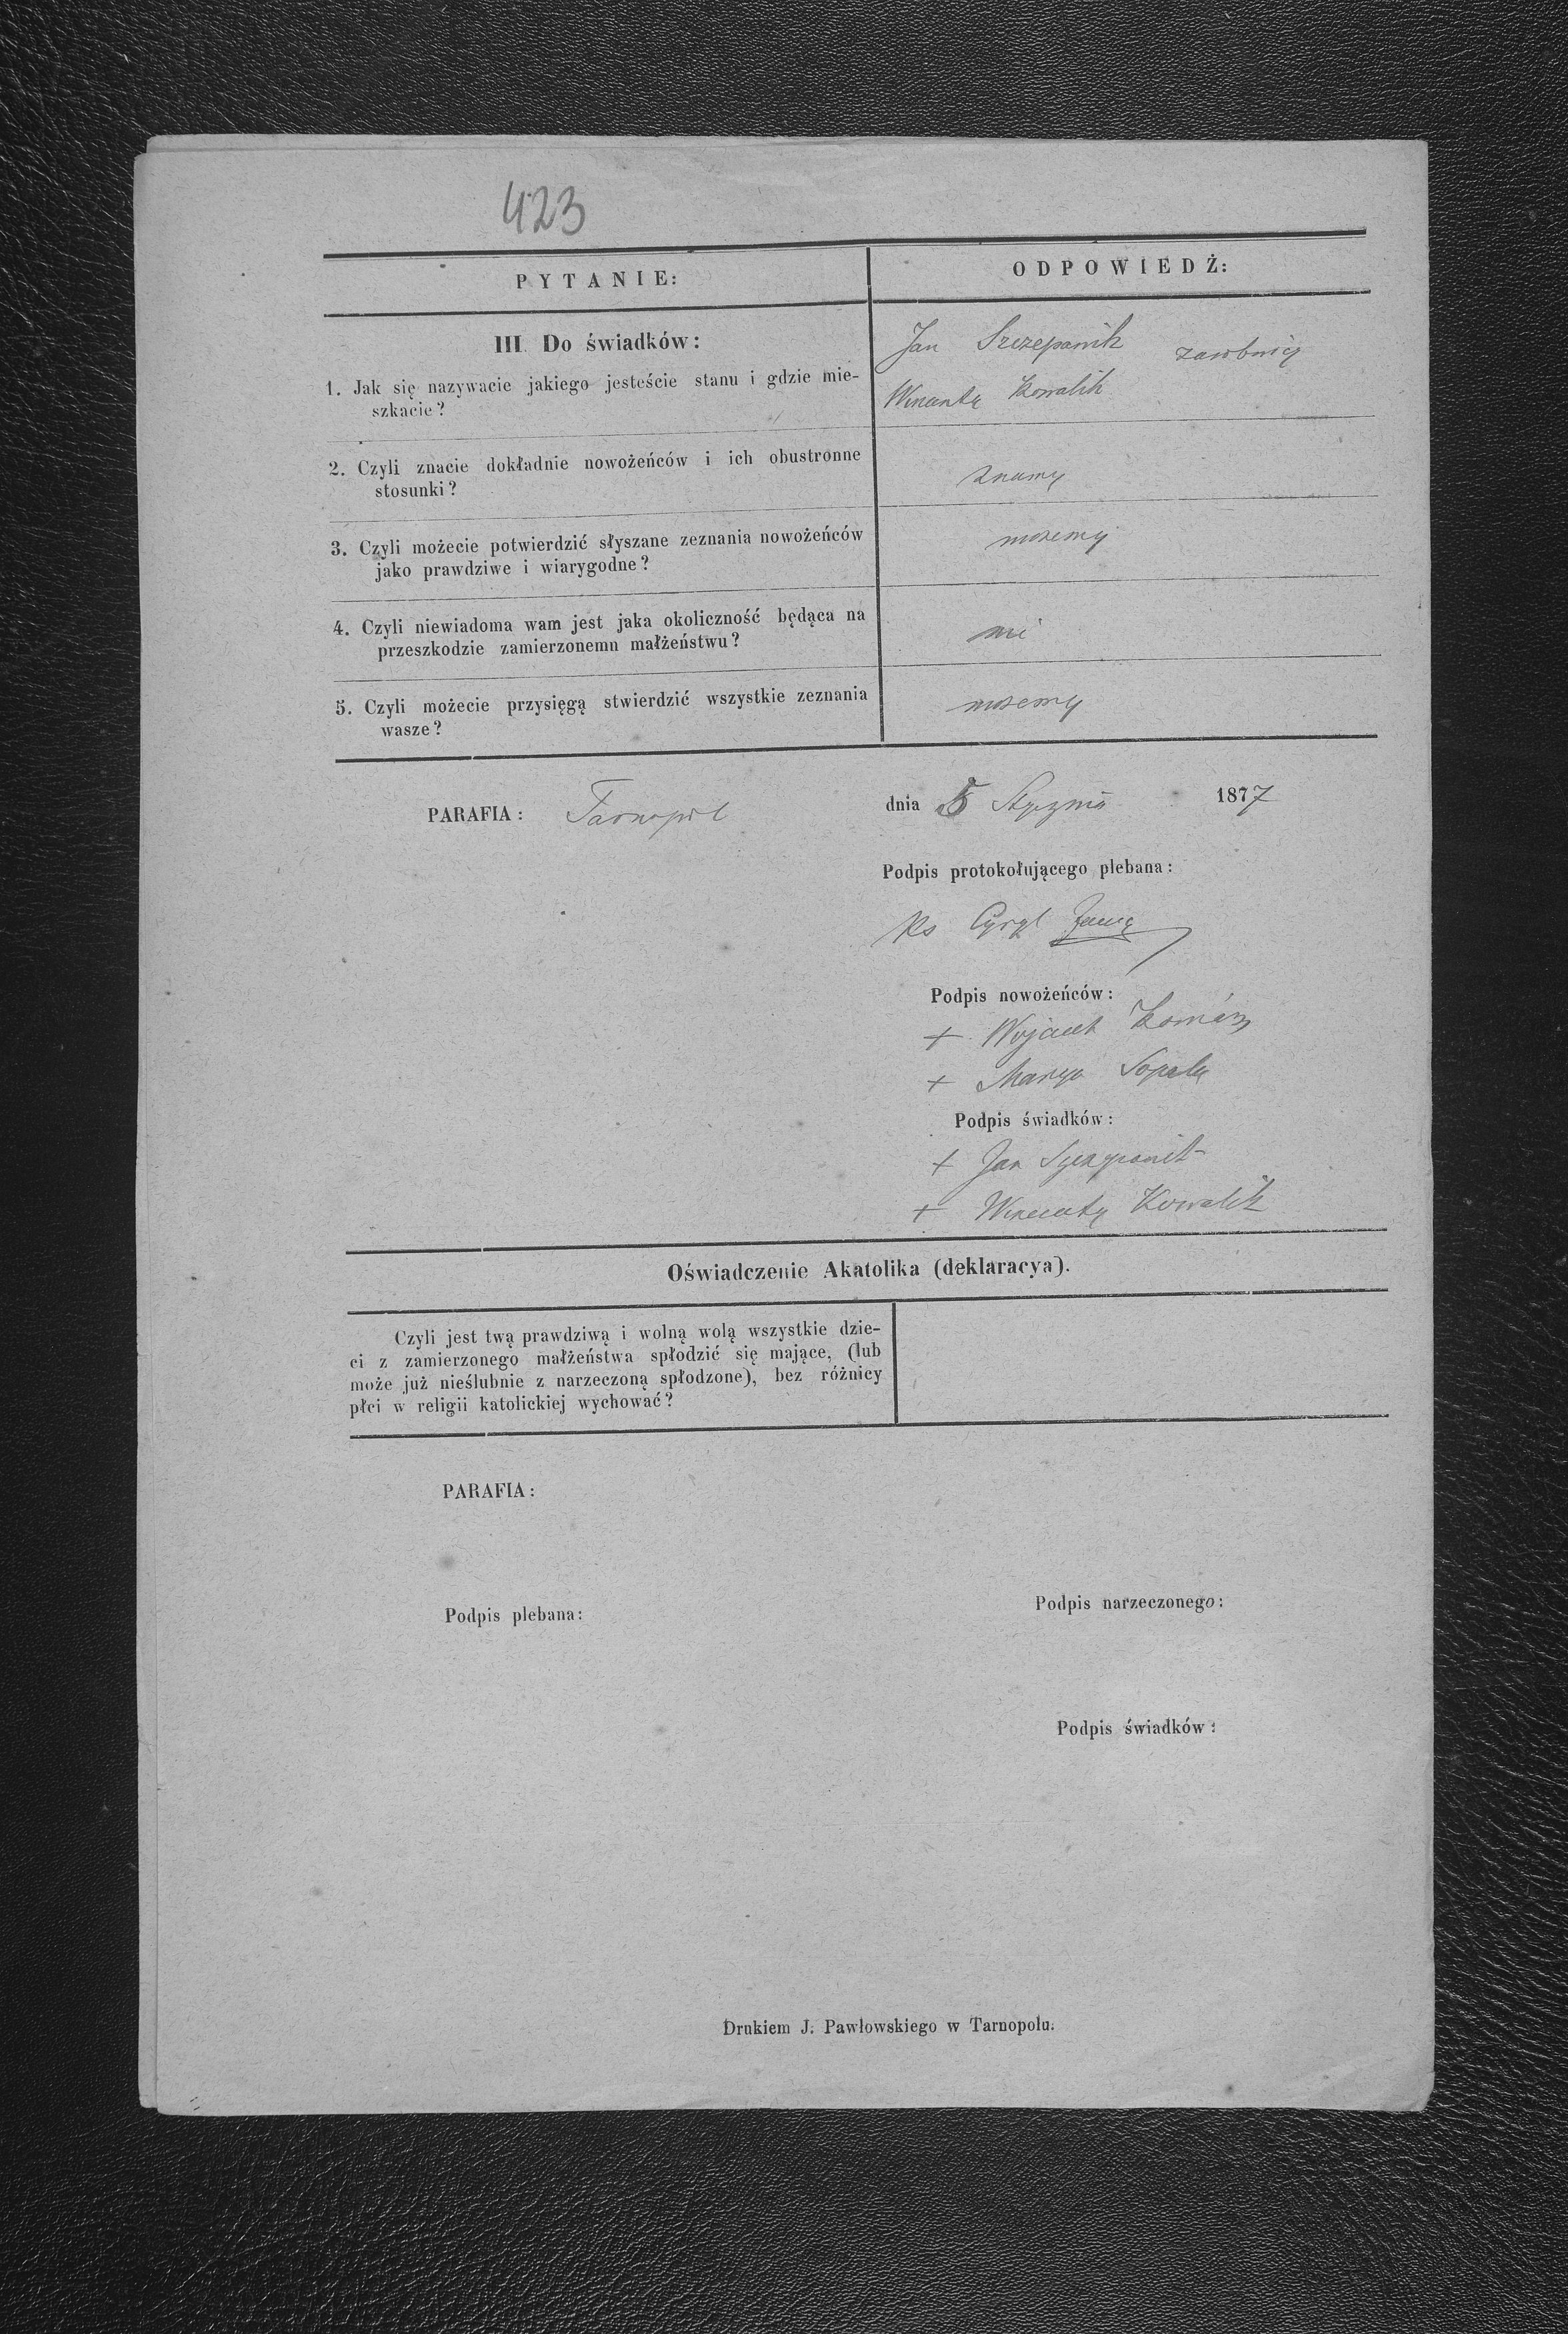 423
PYTANIE:
ODPOWIEDŹ:
III. Do świadków:
1. Jak się nazywacie jakiego jesteście stanu i gdzie mie-
szkacie?
Jan Szczepanik zarobnicy
Wincenty Kowalik
2. Czyli znacie dokładnie nowożeńców i ich obustronne
stosunki?
znamy
3. Czyli możecie potwierdzić słyszane zeznania nowożeńców
jako prawdziwe i wiarygodne?
możemy
4. Czyli niewiadoma wam jest jaka okoliczność będąca na
przeszkodzie zamierzonemn małżeństwu?
nie
5. Czyli możecie przysięgą stwierdzić wszystkie zeznania
wasze?
możemy
PARAFIA: Tarnopol
dnia 5 Stycznia 1877
Podpis protokołującego plebana:
Ks Cyryl
Podpis nowożeńców:
+ Wojciech
+ Marya
Podpis świadków:
+ Jan Szczepanik
+ Wincenty Kowalik
Oświadczenie Akatolika (deklaracya).
Czyli jest twą prawdziwą i wolną wolą wszystkie dzie-
ci z zamierzonego małżeństwa spłodzić się mające, (lub
może już nieślubnie z narzeczoną spłodzone), bez różnicy
płci w religii katolickiej wychować?
PARAFIA:
Podpis plebana:
Podpis narzeczonego:
Podpis świadków:
Drukiem J. Pawłowskiego w Tarnopolu.